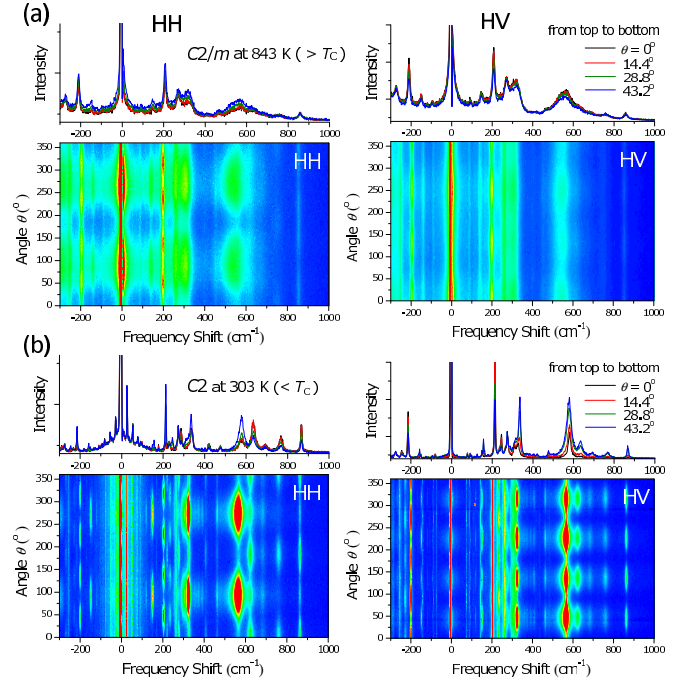 (a)
HH
HV
C2/m at 843 K ( > TC)
from top to bottom
θ = 0°
14.4°
28.8°
43.2°
Intensity
Intensity
-200 0 200 400 600 800 1000
-200 0 200 400 600 800 1000
HH
HV
Angle θ (°)
350
300
250
200
150
100
50
0
Angle θ (°)
350
300
250
200
150
100
50
0
-200 0 200 400 600 800 1000
-200 0 200 400 600 800 1000
Frequency Shift (cm⁻¹)
Frequency Shift (cm⁻¹)
(b)
C2 at 303 K (< TC)
from top to bottom
θ = 0°
14.4°
28.8°
43.2°
Intensity
Intensity
-200 0 200 400 600 800 1000
-200 0 200 400 600 800 1000
HH
HV
Angle θ (°)
350
300
250
200
150
100
50
0
Angle θ (°)
350
300
250
200
150
100
50
0
-200 0 200 400 600 800 1000
-200 0 200 400 600 800 1000
Frequency Shift (cm⁻¹)
Frequency Shift (cm⁻¹)